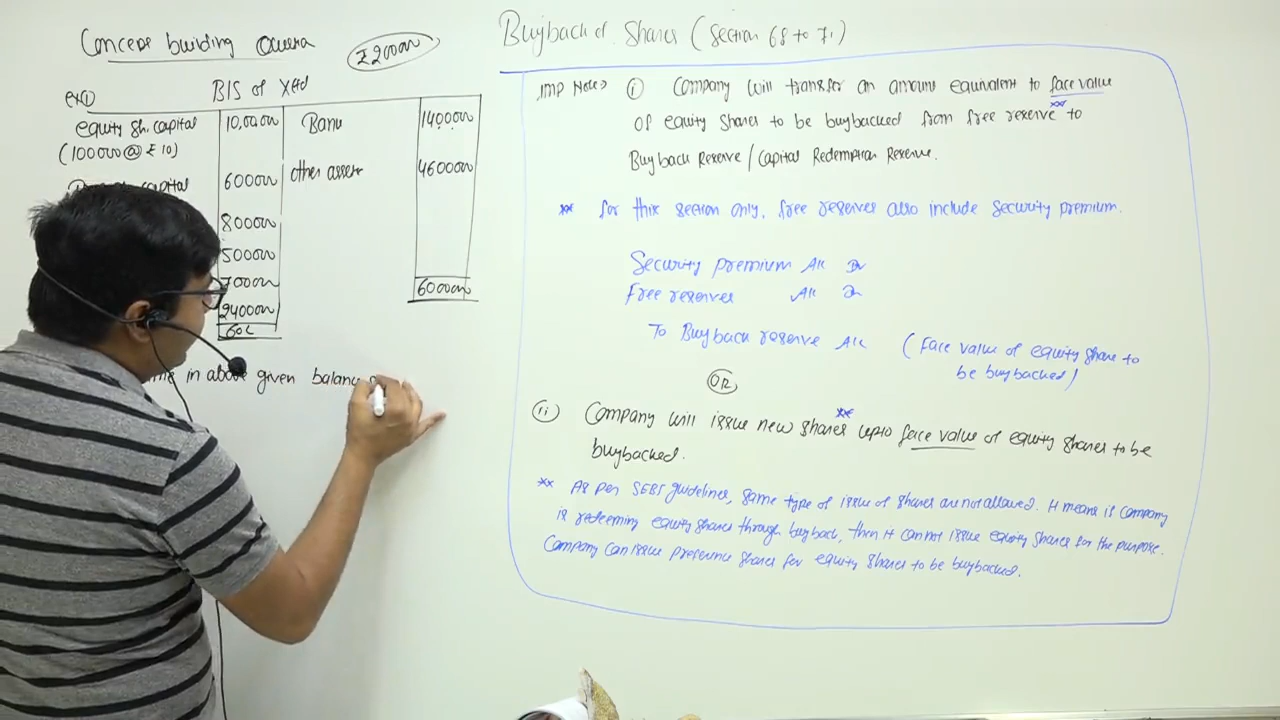 Concept building Quera
₹20000
Buyback of Shares (Section 68 to 71)
ex①
B/S of X ltd
equity sh. capital 10,00,000 Bank 1400000
(100000 @ ₹10)
capital 600000 other asset 4600000
800000
500000
700000
2400000
6000000
60L
in above given balance
Imp Note> ① Company will transfer an amount equivalent to face value
of equity shares to be buybacked from free reserve to
Buyback Reserve/Capital Redemption Reserve.
** for this section only, free reserves also include security premium.
Security premium A/c Dr
Free reserves A/c Dr
To Buyback reserve A/c (Face value of equity share to
be buybacked)
OR
(ii) Company will issue new shares** upto face value of equity shares to be
buybacked.
** As per SEBI guidelines, same type of issue of shares are not allowed. It means if company
is redeeming equity shares through buyback, then it cannot issue equity shares for the purpose.
Company can issue preference shares for equity shares to be buybacked.